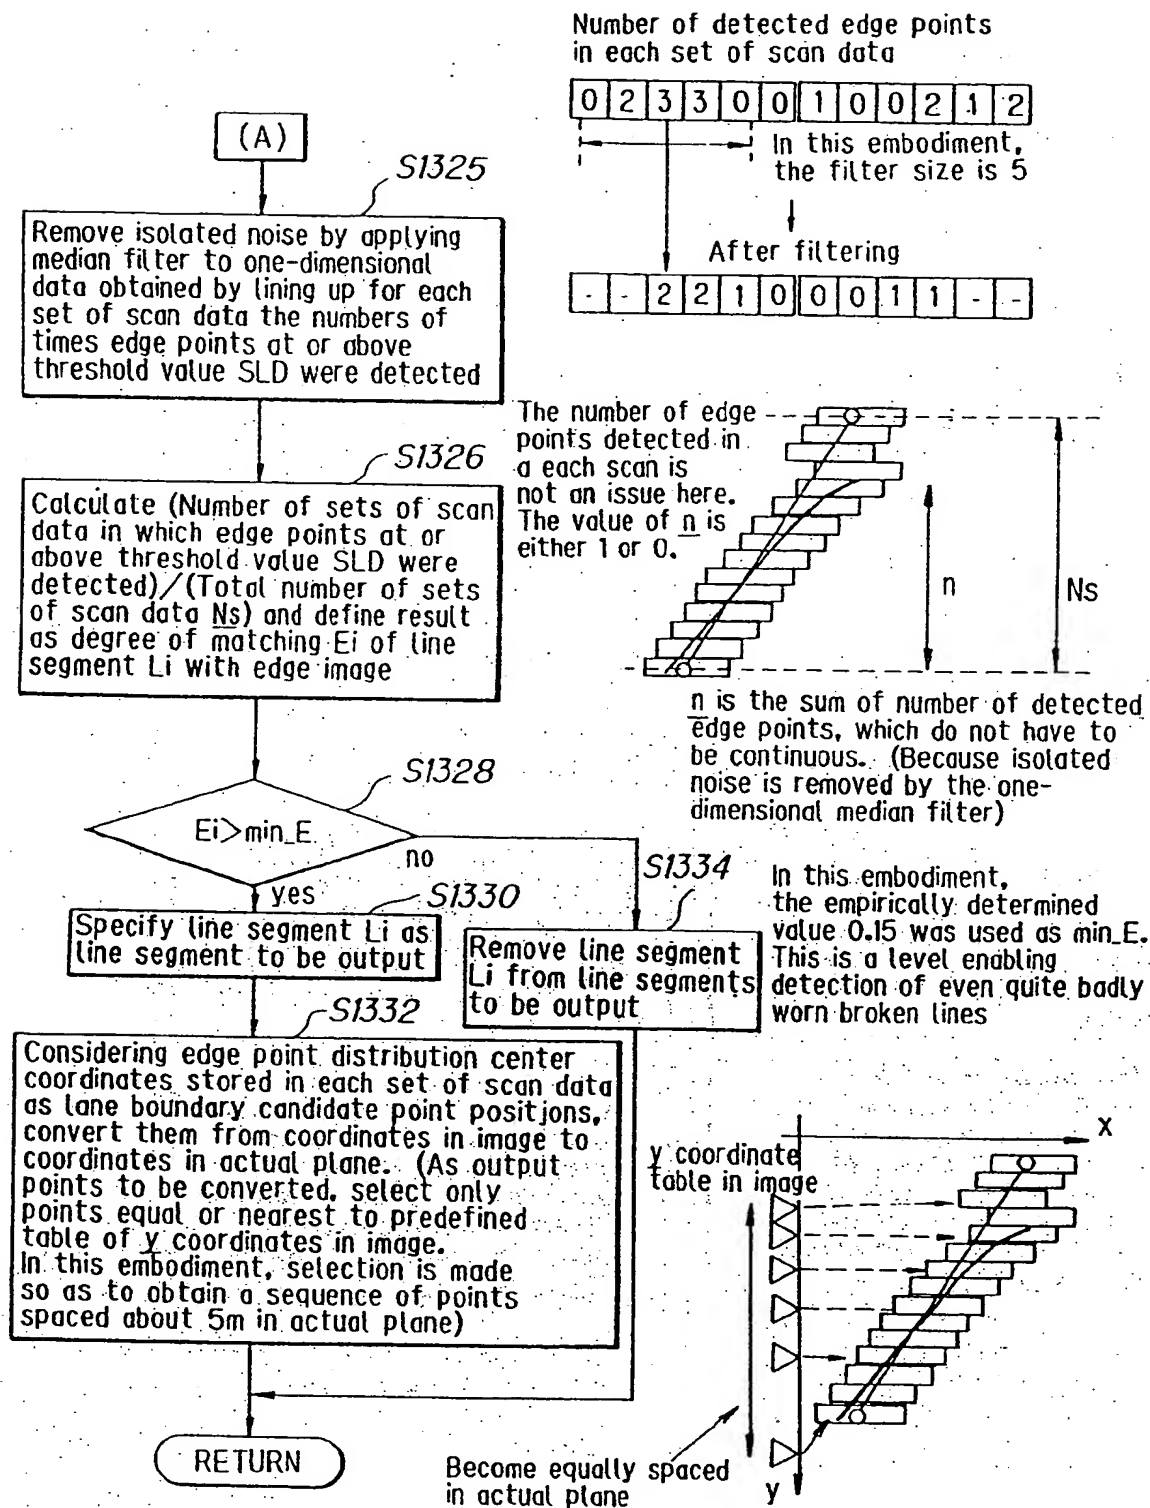 Number of detected edge points
in each set of scan data
0 2 3 3 0 0 1 0 0 2 1 2
In this embodiment,
the filter size is 5
After filtering
- - 2 2 1 0 0 0 1 1 - -
(A)
S1325
Remove isolated noise by applying
median filter to one-dimensional
data obtained by lining up for each
set of scan data the numbers of
times edge points at or above
threshold value SLD were detected
The number of edge
points detected in
a each scan is
not an issue here.
The value of n is
either 1 or 0.
n
Ns
n is the sum of number of detected
edge points, which do not have to
be continuous. (Because isolated
noise is removed by the one-
dimensional median filter)
S1326
Calculate (Number of sets of scan
data in which edge points at or
above threshold value SLD were
detected)/(Total number of sets
of scan data Ns) and define result
as degree of matching Ei of line
segment Li with edge image
S1328
Ei>min_E
no
yes
S1330
Specify line segment Li as
line segment to be output
S1334
Remove line segment
Li from line segments
to be output
In this embodiment,
the empirically determined
value 0.15 was used as min_E.
This is a level enabling
detection of even quite badly
worn broken lines
S1332
Considering edge point distribution center
coordinates stored in each set of scan data
as lane boundary candidate point positions,
convert them from coordinates in image to
coordinates in actual plane. (As output
points to be converted, select only
points equal or nearest to predefined
table of y coordinates in image.
In this embodiment, selection is made
so as to obtain a sequence of points
spaced about 5m in actual plane)
x
y coordinate
table in image
Become equally spaced
in actual plane
y
RETURN